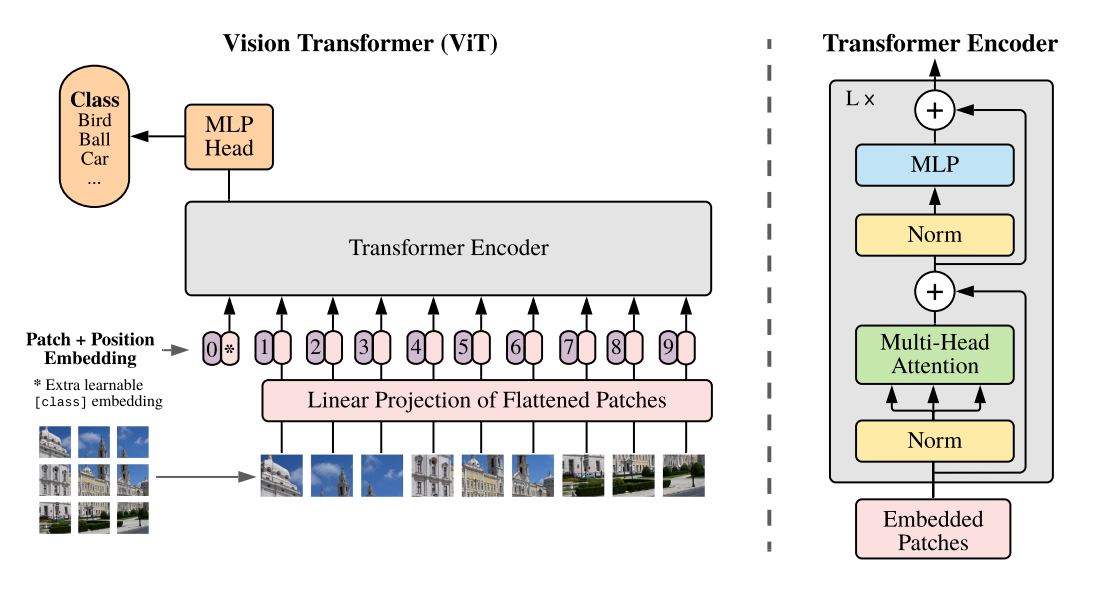 Vision Transformer (ViT)
Class
Bird
Ball
Car
...
MLP
Head
Transformer Encoder
Patch + Position
Embedding
0 * 1 2 3 4 5 6 7 8 9
* Extra learnable
[class] embedding
Linear Projection of Flattened Patches
Transformer Encoder
L x
+
MLP
Norm
+
Multi-Head
Attention
Norm
Embedded
Patches